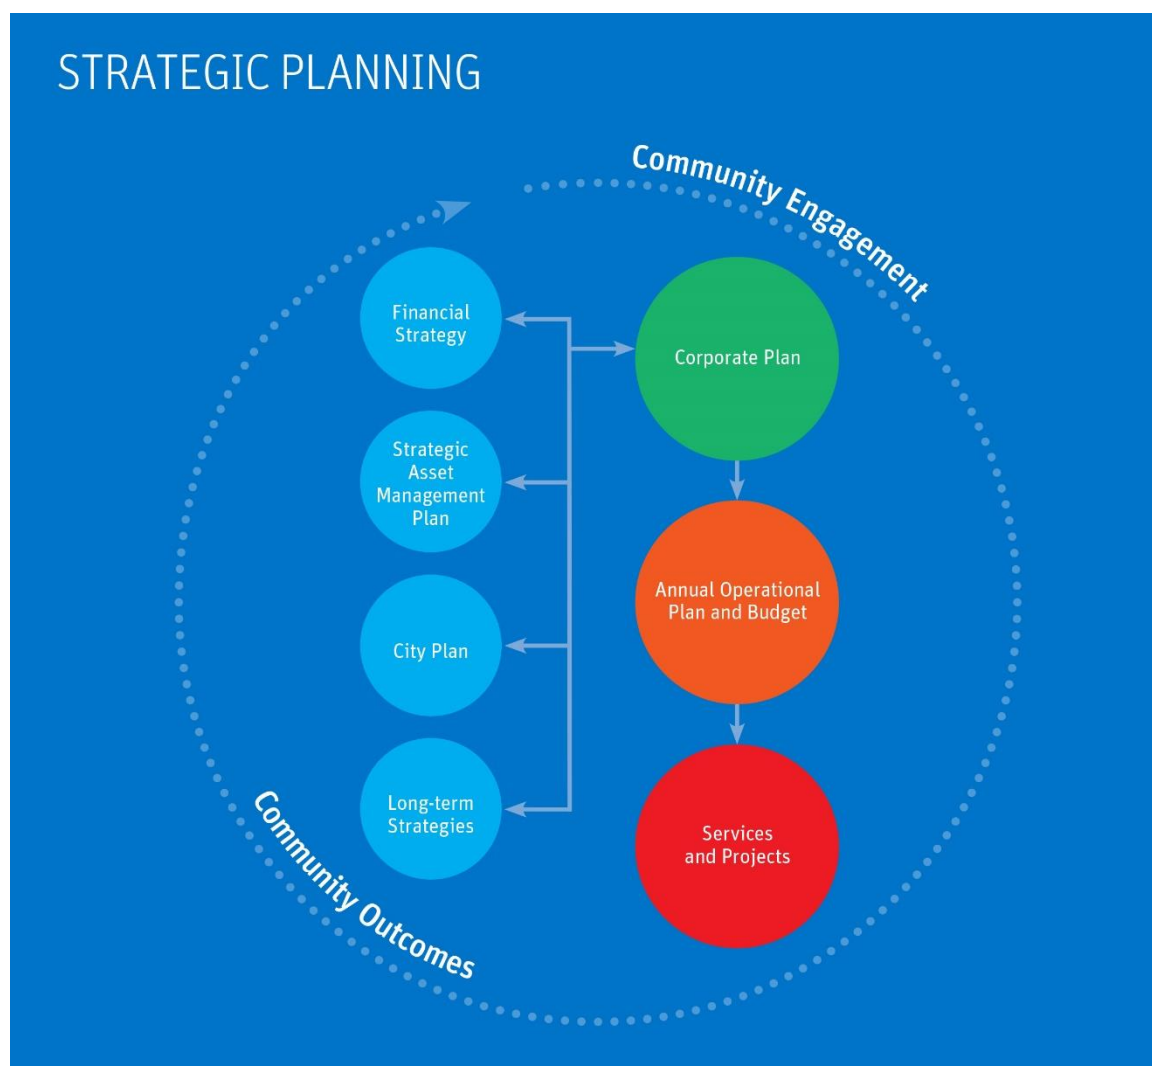 STRATEGIC PLANNING
Community Engagement
Financial
Strategy
Corporate Plan
Strategic
Asset
Management
Plan
Annual Operational
Plan and Budget
City Plan
Long-term
Strategies
Services
and Projects
Community Outcomes